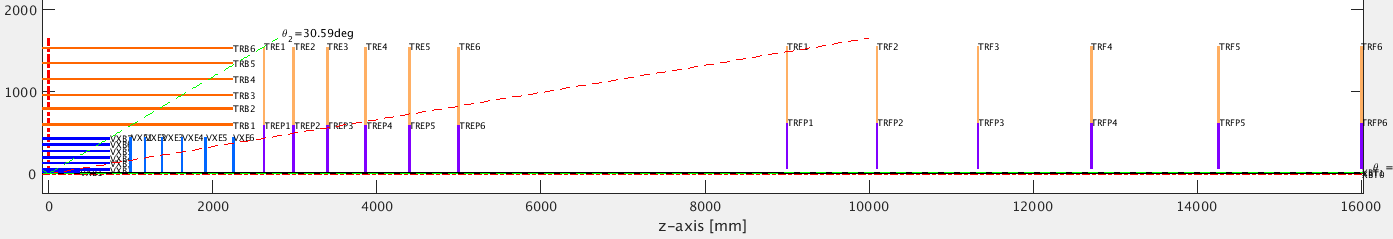 2000
θ2=30.59deg
TRB6 TRE1 TRE2 TRE3 TRE4 TRE5 TRE6 TRF1 TRF2 TRF3 TRF4 TRF5 TRF6
TRB5
TRB4
1000
TRB3
TRB2
TRB1 TREP1 TREP2 TREP3 TREP4 TREP5 TREP6 TRFP1 TRFP2 TRFP3 TRFP4 TRFP5 TRFP6
VXE3 VXE4 VXE5 VXE6
θ =
0
0 2000 4000 6000 8000 10000 12000 14000 16000
z-axis [mm]